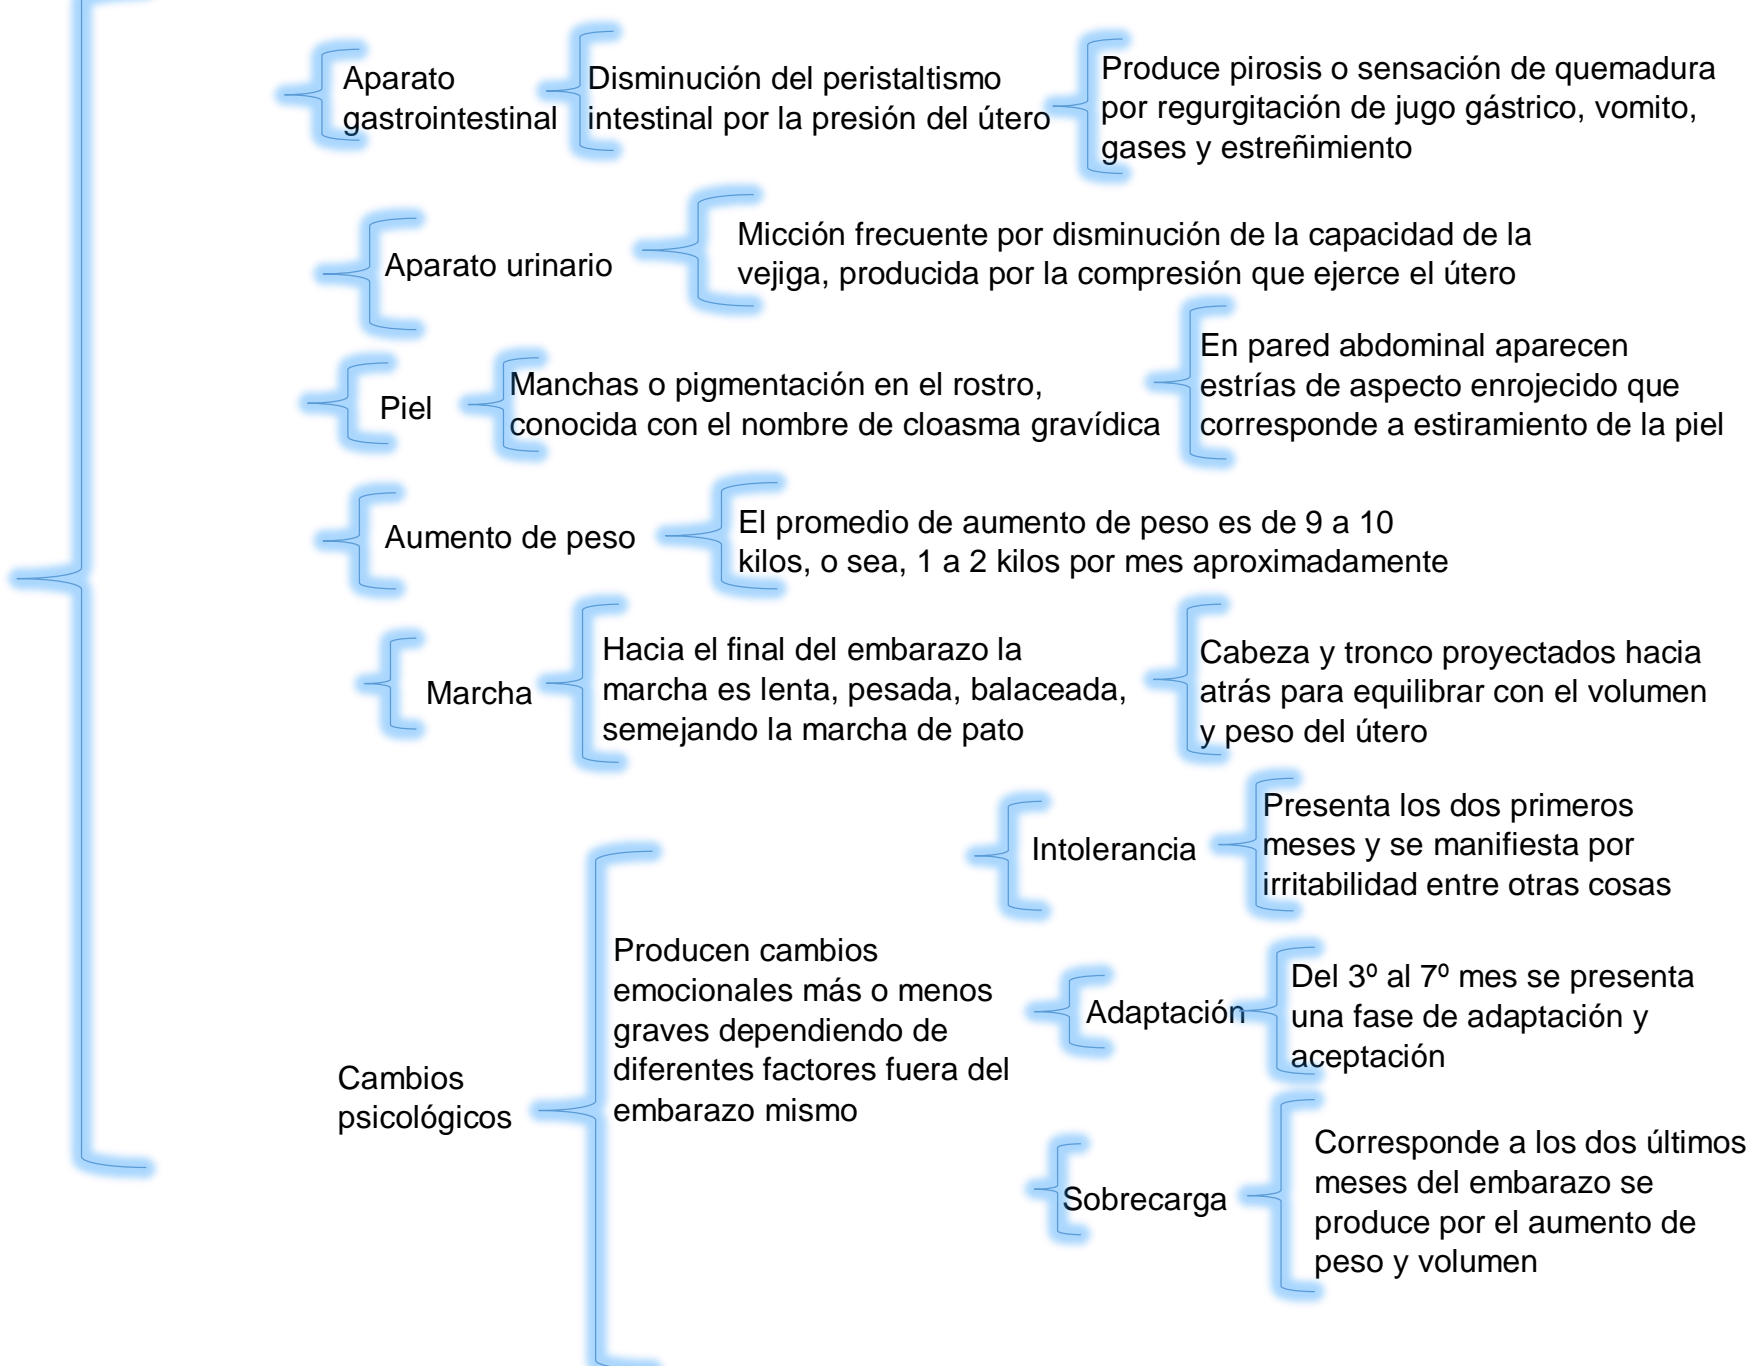 Aparato
gastrointestinal
Disminución del peristaltismo
intestinal por la presión del útero
Produce pirosis o sensación de quemadura
por regurgitación de jugo gástrico, vomito,
gases y estreñimiento
Aparato urinario
Micción frecuente por disminución de la capacidad de la
vejiga, producida por la compresión que ejerce el útero
Piel
Manchas o pigmentación en el rostro,
conocida con el nombre de cloasma gravídica
En pared abdominal aparecen
estrías de aspecto enrojecido que
corresponde a estiramiento de la piel
Aumento de peso
El promedio de aumento de peso es de 9 a 10
kilos, o sea, 1 a 2 kilos por mes aproximadamente
Marcha
Hacia el final del embarazo la
marcha es lenta, pesada, balaceada,
semejando la marcha de pato
Cabeza y tronco proyectados hacia
atrás para equilibrar con el volumen
y peso del útero
Cambios
psicológicos
Producen cambios
emocionales más o menos
graves dependiendo de
diferentes factores fuera del
embarazo mismo
Intolerancia
Presenta los dos primeros
meses y se manifiesta por
irritabilidad entre otras cosas
Adaptación
Del 3º al 7º mes se presenta
una fase de adaptación y
aceptación
Sobrecarga
Corresponde a los dos últimos
meses del embarazo se
produce por el aumento de
peso y volumen